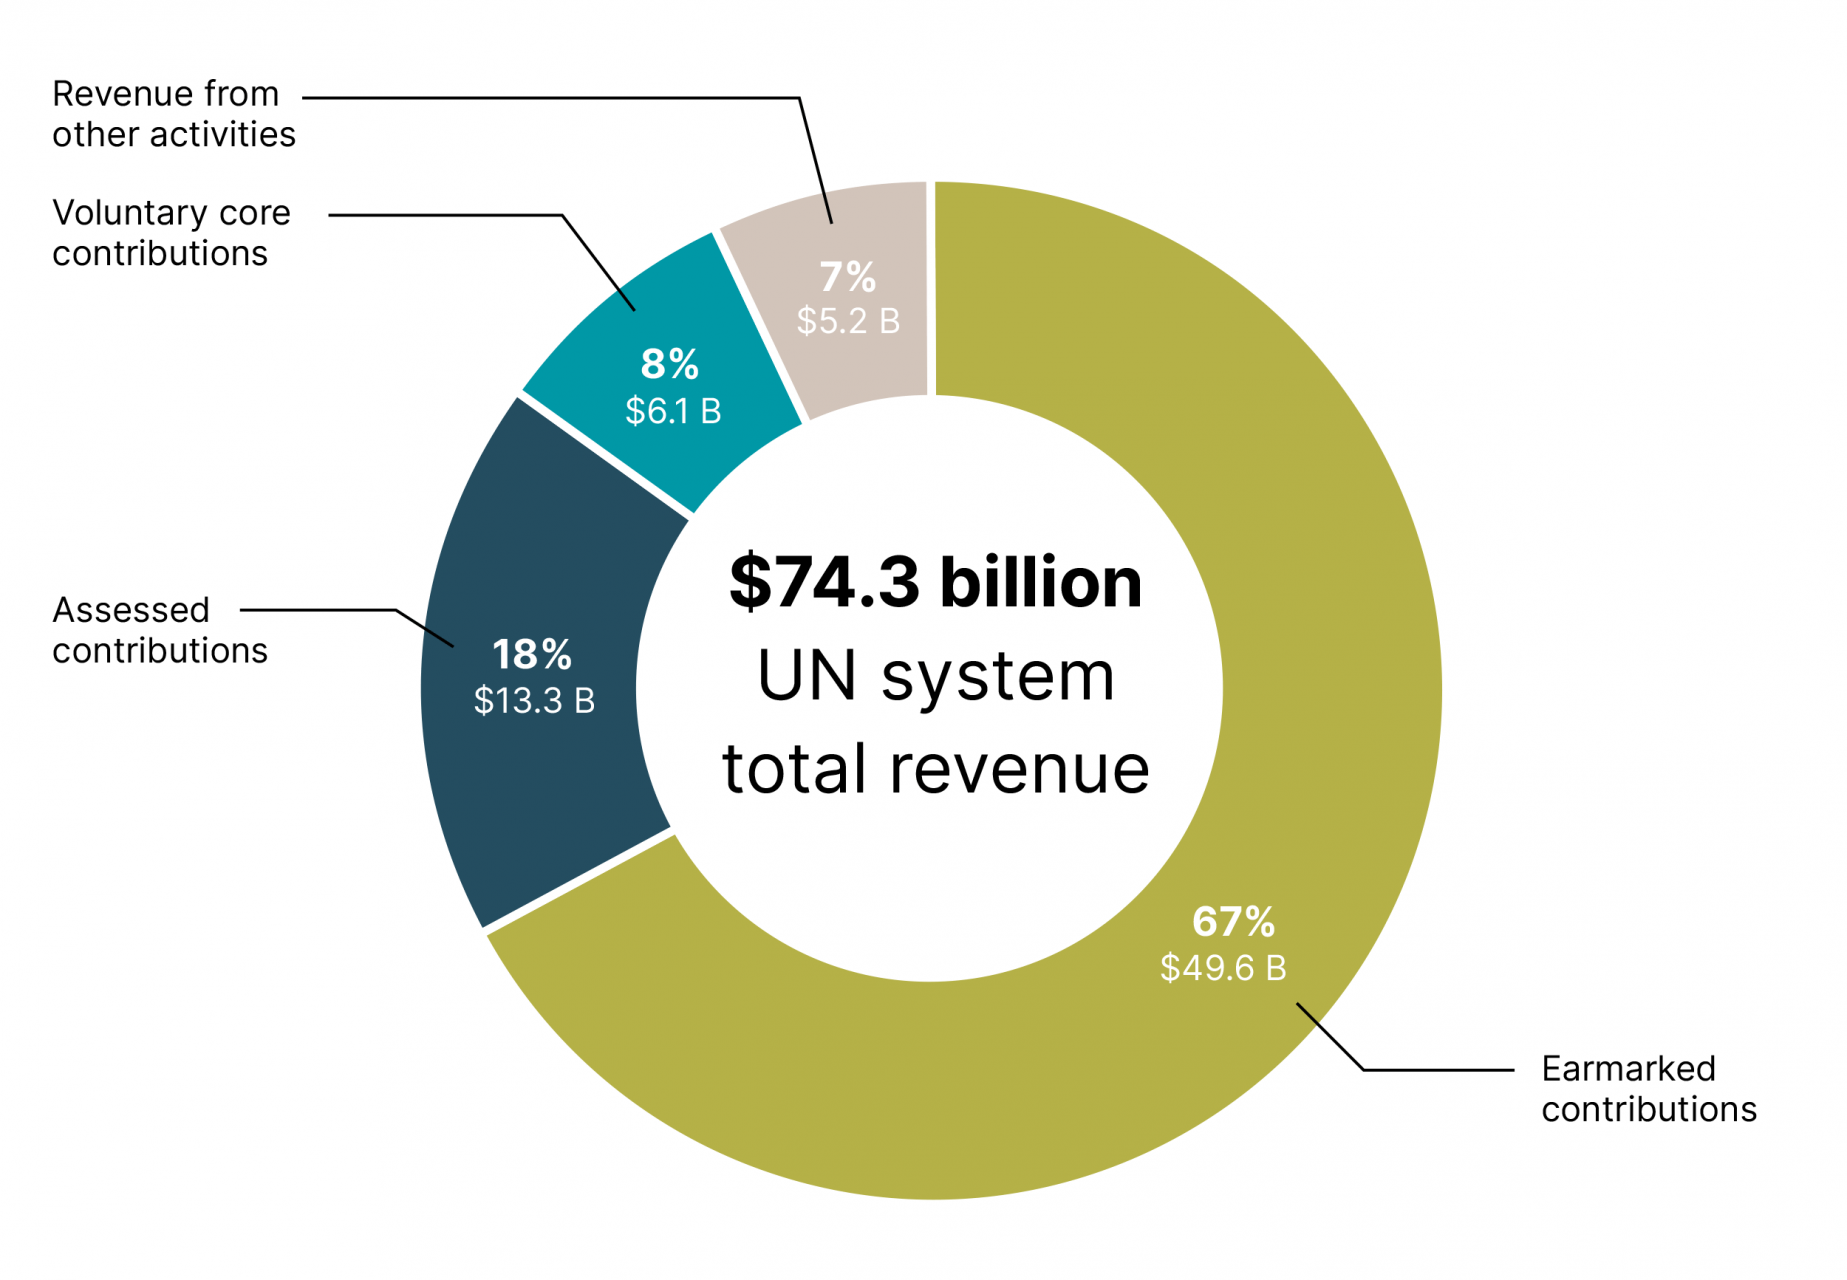 Revenue from
other activities
7%
$5.2 B
Voluntary core
contributions
8%
$6.1 B
Assessed
contributions
18%
$13.3 B
$74.3 billion
UN system
total revenue
67%
$49.6 B
Earmarked
contributions